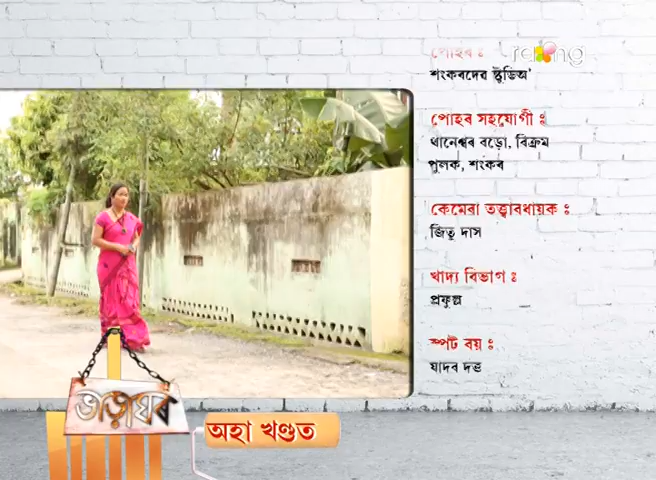 পোহৰ :
rang
শংকৰদেৱ ষ্টুডিঅ'
পোহৰ সহযোগী :
থানেশ্বৰ বড়ো, বিক্ৰম
পুলক, শংকৰ
কেমেৰা তত্ত্বাৱধায়ক :
জিতু দাস
খাদ্য বিভাগ :
প্ৰফুল্ল
স্পট বয় :
যাদৱ দত্ত
ভাড়াঘৰ
অহা খণ্ডত